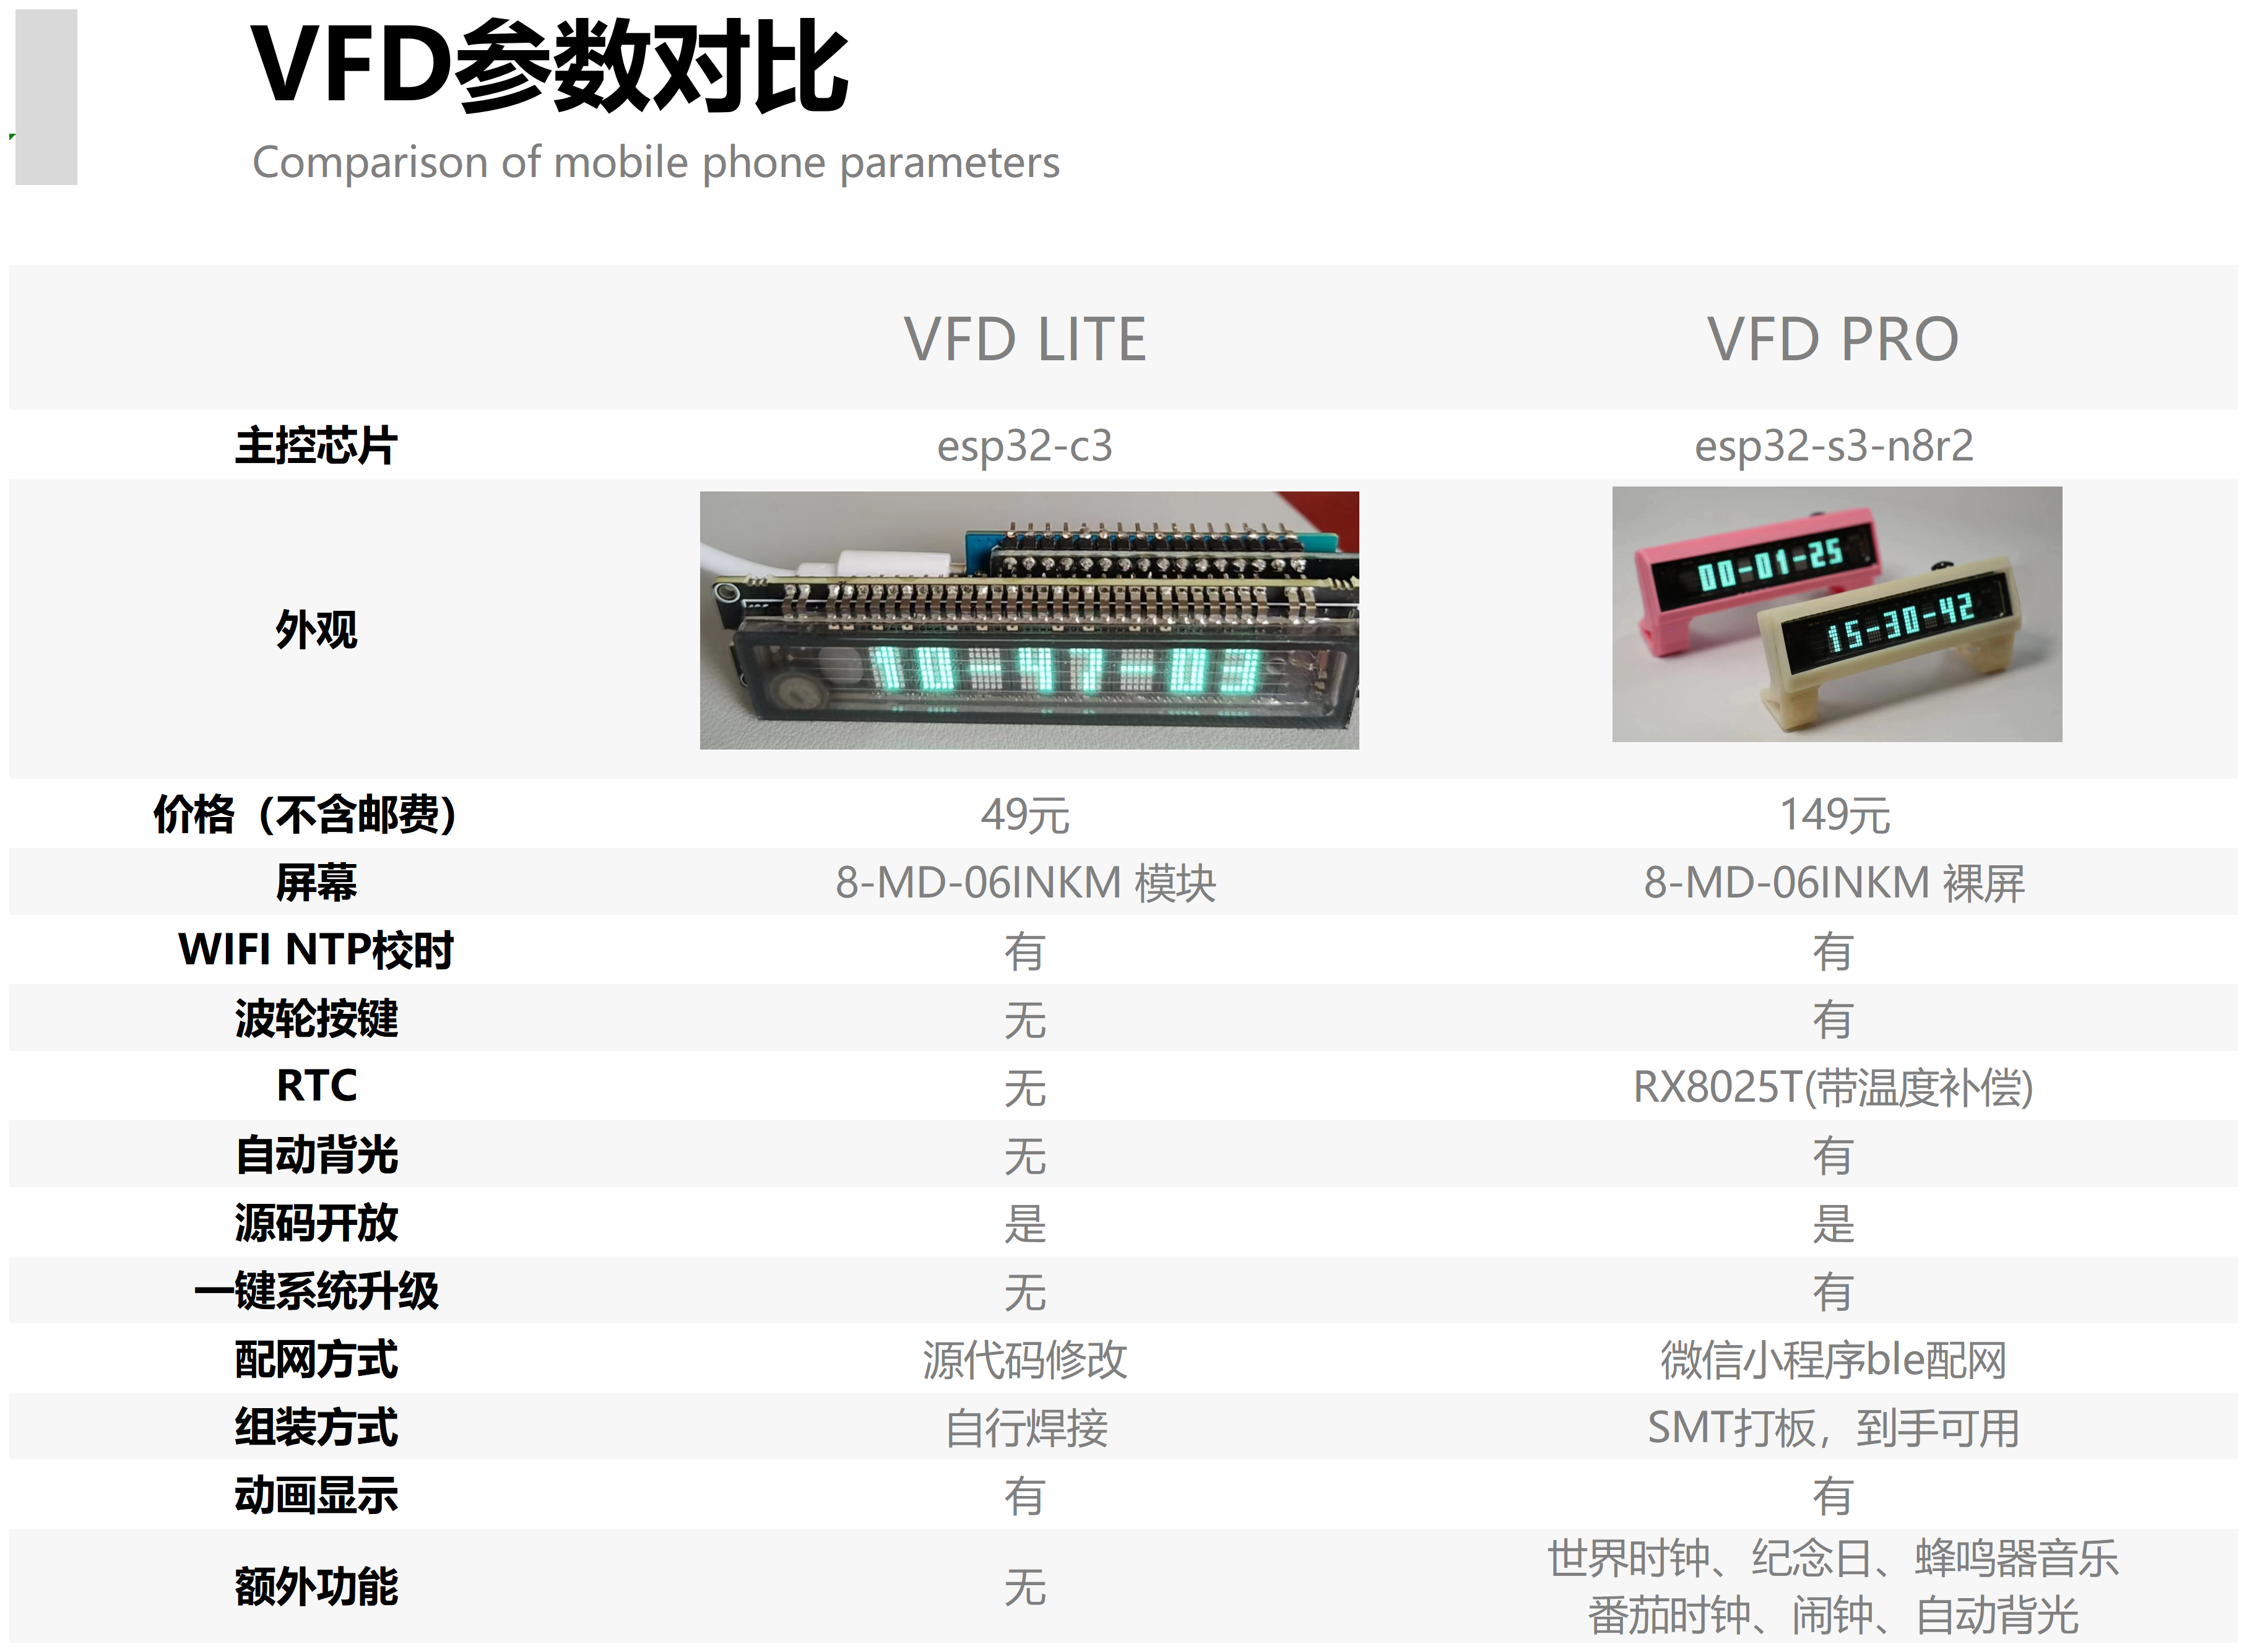 VFD参数对比
Comparison of mobile phone parameters
VFD LITE VFD PRO
主控芯片 esp32-c3 esp32-s3-n8r2
外观
10-47-03
00-01-25
15-30-42
价格（不含邮费） 49元 149元
屏幕 8-MD-06INKM 模块 8-MD-06INKM 裸屏
WIFI NTP校时 有 有
波轮按键 无 有
RTC 无 RX8025T(带温度补偿)
自动背光 无 有
源码开放 是 是
一键系统升级 无 有
配网方式 源代码修改 微信小程序ble配网
组装方式 自行焊接 SMT打板，到手可用
动画显示 有 有
额外功能 无 世界时钟、纪念日、蜂鸣器音乐
番茄时钟、闹钟、自动背光